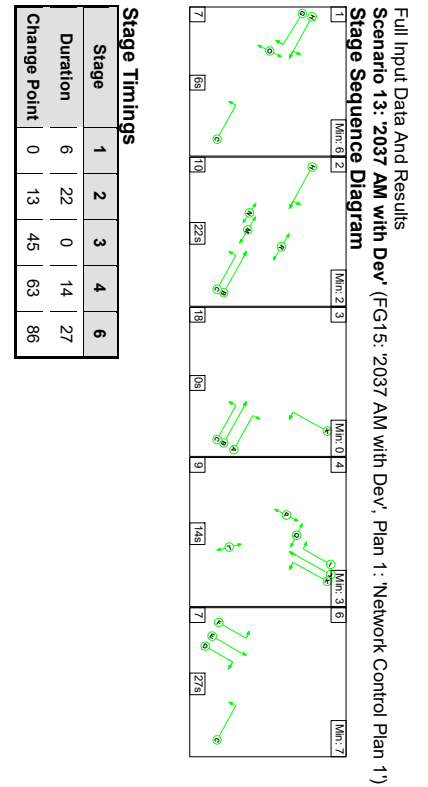 Full Input Data And Results
Scenario 13: '2037 AM with Dev' (FG15: '2037 AM with Dev', Plan 1: 'Network Control Plan 1')
Stage Sequence Diagram
1 Min: 6
G H
O
C
7 6s
2 Min: 2
H
N
M
R
B
C
10 22s
3 Min: 0
K
A
B
C
18 0s
4 Min: 3
I
K
Q
P
L
9 14s
6 Min: 7
F
E
D
C
7 27s
Stage Timings
Stage 1 2 3 4 6
Duration 6 22 0 14 27
Change Point 0 13 45 63 86